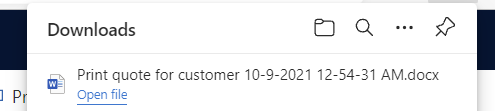 Downloads
Print quote for customer 10-9-2021 12-54-31 AM.docx
Open file